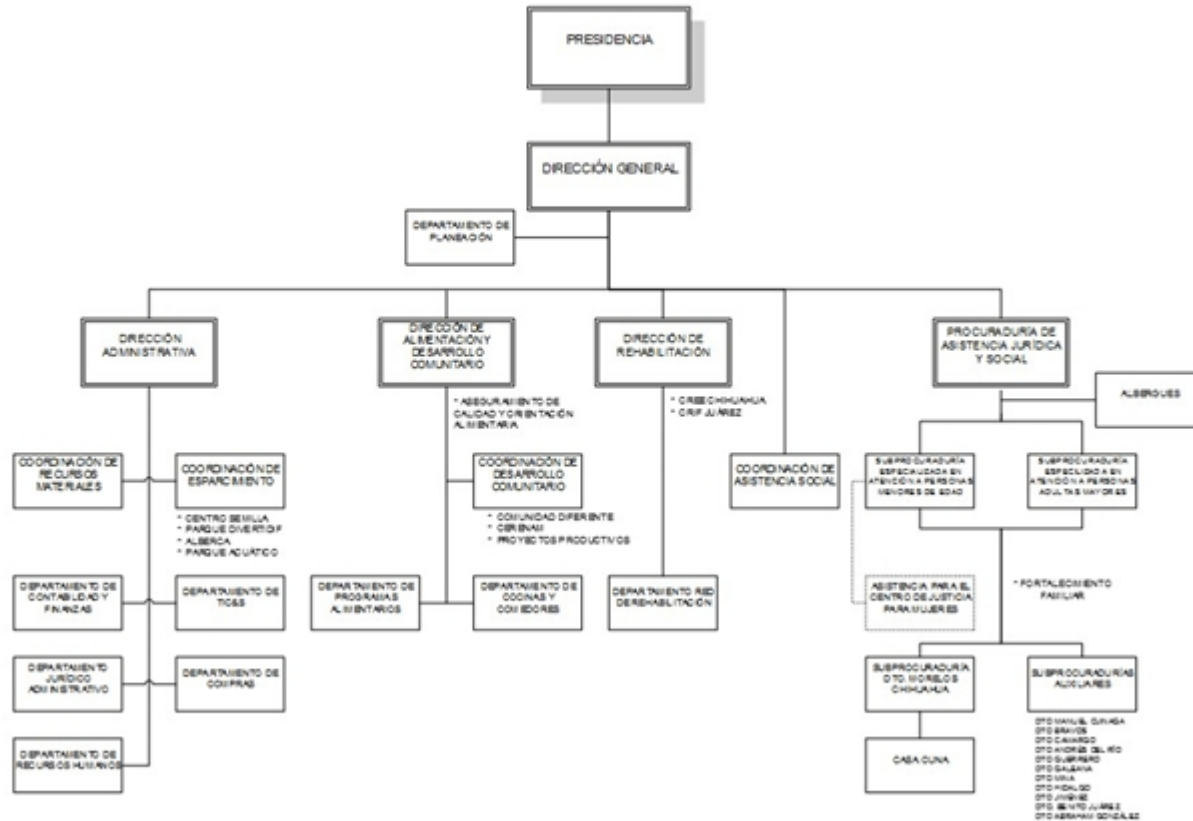 PRESIDENCIA
DIRECCIÓN GENERAL
DEPARTAMENTO DE
PLANEACIÓN
DIRECCIÓN
ADMINISTRATIVA
DIRECCIÓN DE
ALIMENTACIÓN Y
DESARROLLO
COMUNITARIO
DIRECCIÓN DE
REHABILITACIÓN
PROCURADURÍA DE
ASISTENCIA JURÍDICA
Y SOCIAL
* ASEGURAMIENTO DE
CALIDAD Y ORIENTACIÓN
ALIMENTARIA
* CREE CHIHUAHUA
* CRIF JUÁREZ
ALBERGUES
COORDINACIÓN DE
RECURSOS
MATERIALES
COORDINACIÓN DE
ESPARCIMIENTO
COORDINACIÓN DE
DESARROLLO
COMUNITARIO
COORDINACIÓN DE
ASISTENCIA SOCIAL
SUBPROCURADURÍA
ESPECIALIZADA EN
ATENCIÓN A PERSONAS
MENORES DE EDAD
SUBPROCURADURÍA
ESPECILIDADA EN
ATENCIÓN A PERSONAS
ADULTAS MAYORES
* CENTRO SEMILLA
* PARQUE DIVERTIDIF
* ALBERCA
* PARQUE ACUÁTICO
* COMUNIDAD DIFERENTE
* CERENAM
* PROYECTOS PRODUCTIVOS
DEPARTAMENTO DE
CONTABILIDAD Y
FINANZAS
DEPARTAMENTO DE
TIC&S
DEPARTAMENTO DE
PROGRAMAS
ALIMENTARIOS
DEPARTAMENTO DE
COCINAS Y
COMEDORES
DEPARTAMENTO RED
DE REHABILITACIÓN
ASISTENCIA PARA EL
CENTRO DE JUSTICIA
PARA MUJERES
* FORTALECIMIENTO
FAMILIAR
DEPARTAMENTO
JURÍDICO
ADMINISTRATIVO
DEPARTAMENTO DE
COMPRAS
SUBPROCURADURÍA
DTO. MORELOS
CHIHUAHUA
SUBPROCURADURÍAS
AUXILIARES
DEPARTAMENTO DE
RECURSOS HUMANOS
CASA CUNA
DTO MANUEL OJINAGA
DTO BRAVOS
DTO CAMARGO
DTO ANDRÉS DEL RÍO
DTO GUERRERO
DTO GALEANA
DTO MINA
DTO HIDALGO
DTO JIMÉNEZ
DTO. BENITO JUÁREZ
DTO ABRAHAM GONZÁLEZ